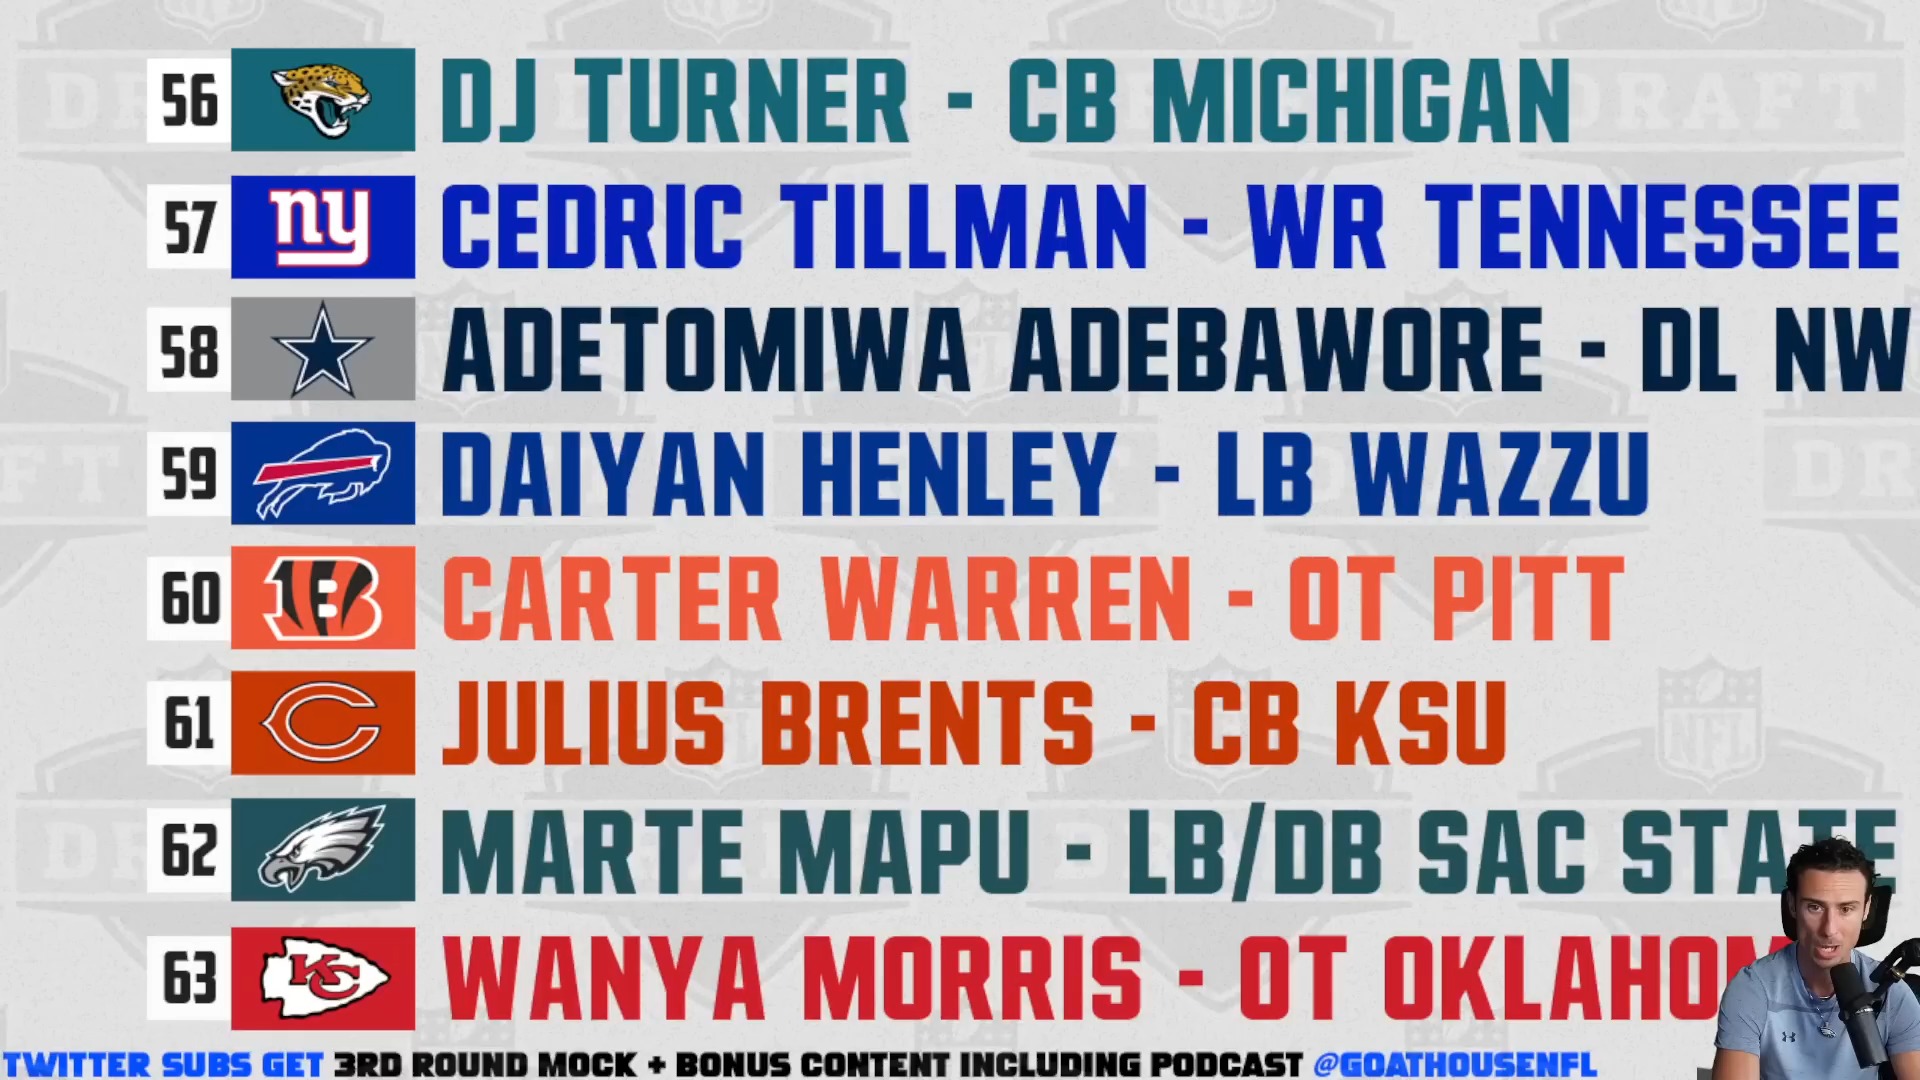 56 DJ TURNER - CB MICHIGAN
57 ny CEDRIC TILLMAN - WR TENNESSEE
58 ADETOMIWA ADEBAWORE - DL NW
59 DAIYAN HENLEY - LB WAZZU
60 B CARTER WARREN - OT PITT
61 C JULIUS BRENTS - CB KSU
62 MARTE MAPU - LB/DB SAC STATE
63 KC WANYA MORRIS - OT OKLAHOM
TWITTER SUBS GET 3RD ROUND MOCK + BONUS CONTENT INCLUDING PODCAST @GOATHOUSENFL